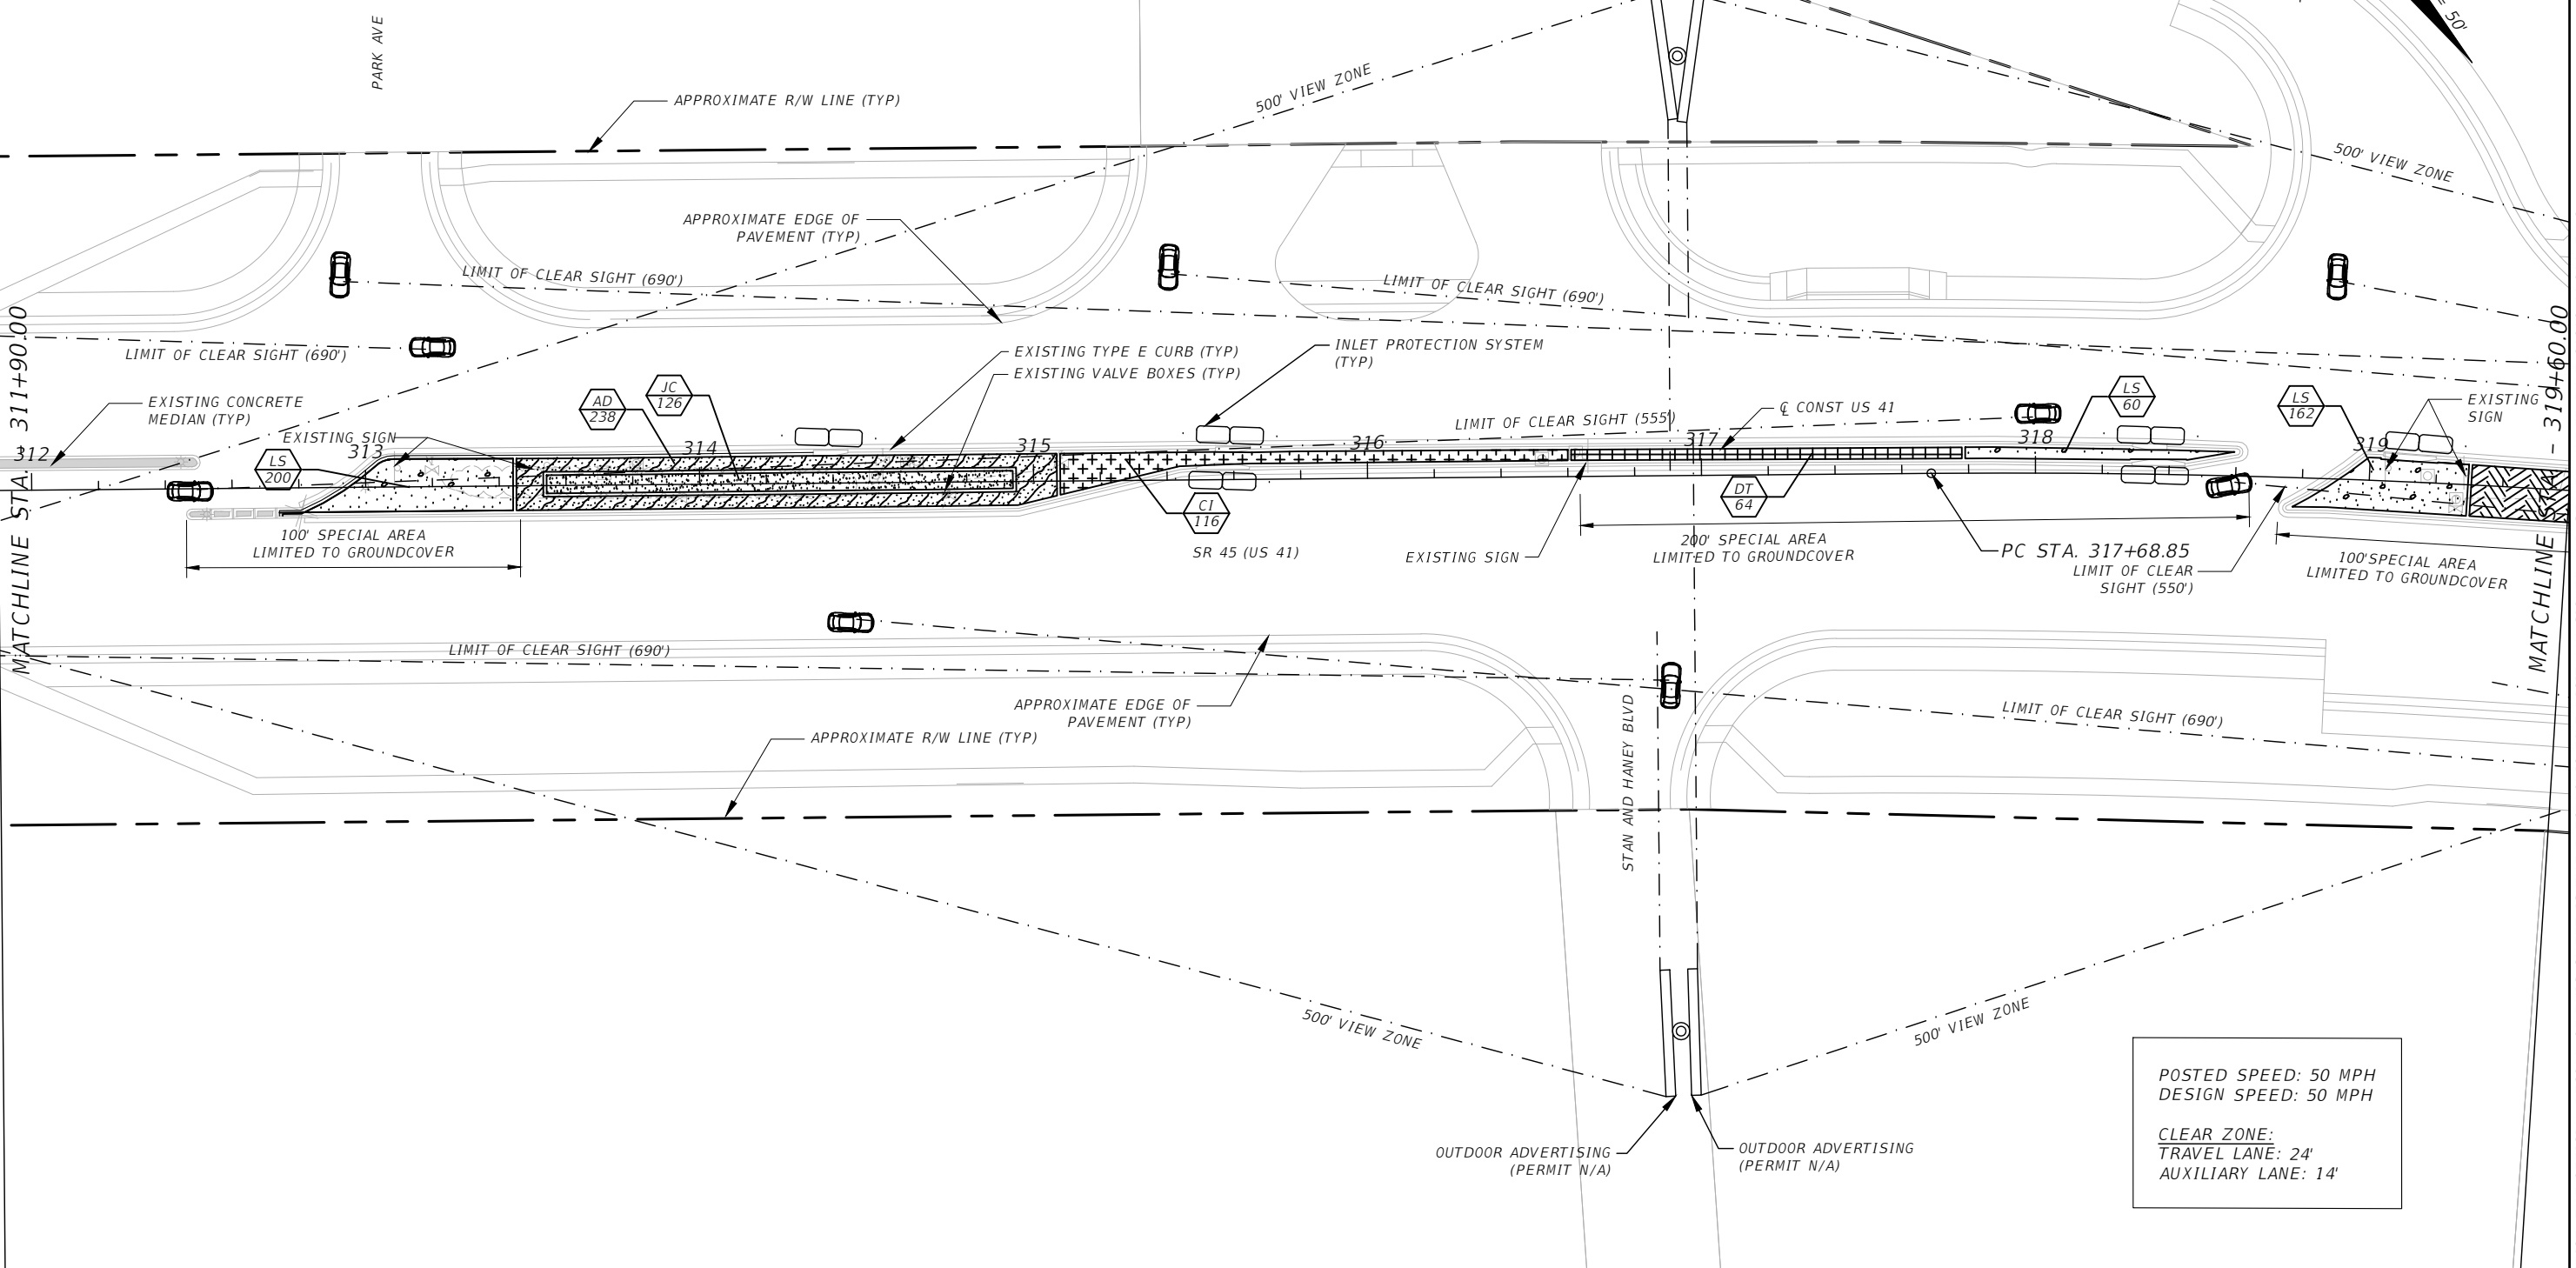 PARK AVE
= 50'
APPROXIMATE R/W LINE (TYP)
500' VIEW ZONE
500' VIEW ZONE
APPROXIMATE EDGE OF
PAVEMENT (TYP)
LIMIT OF CLEAR SIGHT (690')
LIMIT OF CLEAR SIGHT (690')
MATCHLINE STA. - 311+90.00
MATCHLINE STA. - 319+60.00
LIMIT OF CLEAR SIGHT (690')
EXISTING TYPE E CURB (TYP)
EXISTING VALVE BOXES (TYP)
INLET PROTECTION SYSTEM
(TYP)
EXISTING CONCRETE
MEDIAN (TYP)
AD
238
JC
126
LIMIT OF CLEAR SIGHT (555')
℄ CONST US 41
LS
60
LS
162
EXISTING
SIGN
EXISTING SIGN
312
313
314
315
316
317
318
319
LS
200
CI
116
DT
64
100' SPECIAL AREA
LIMITED TO GROUNDCOVER
SR 45 (US 41)
EXISTING SIGN
200' SPECIAL AREA
LIMITED TO GROUNDCOVER
PC STA. 317+68.85
LIMIT OF CLEAR
SIGHT (550')
100' SPECIAL AREA
LIMITED TO GROUNDCOVER
LIMIT OF CLEAR SIGHT (690')
APPROXIMATE EDGE OF
PAVEMENT (TYP)
APPROXIMATE R/W LINE (TYP)
STAN AND HANEY BLVD
LIMIT OF CLEAR SIGHT (690')
500' VIEW ZONE
500' VIEW ZONE
OUTDOOR ADVERTISING
(PERMIT N/A)
OUTDOOR ADVERTISING
(PERMIT N/A)
POSTED SPEED: 50 MPH
DESIGN SPEED: 50 MPH
CLEAR ZONE:
TRAVEL LANE: 24'
AUXILIARY LANE: 14'